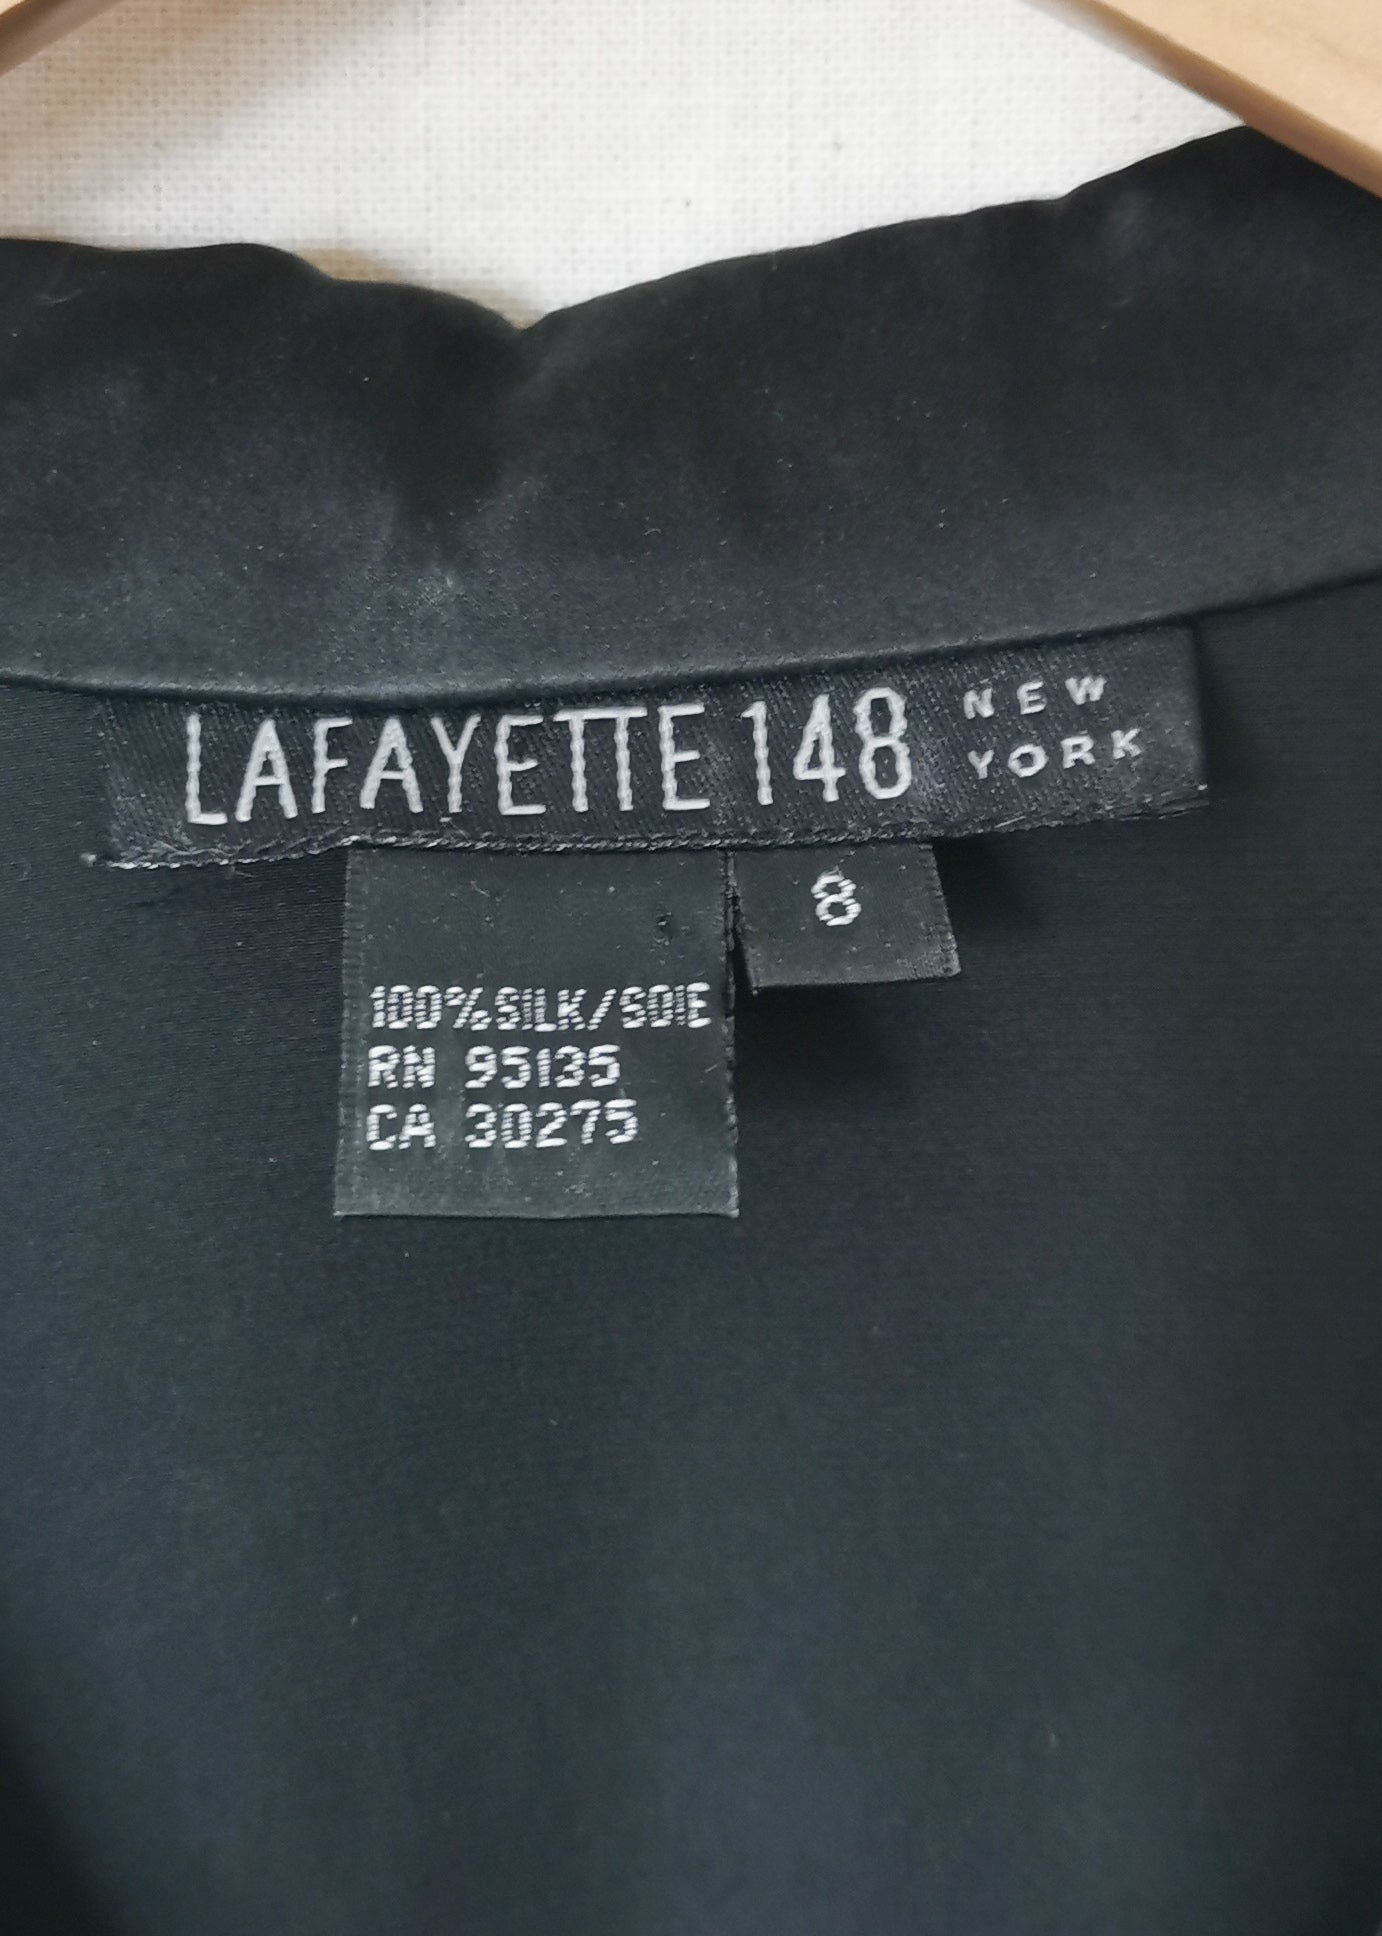 LAFAYETTE 148 NEW
YORK
8
100%SILK/SOIE
RN 95135
CA 30275